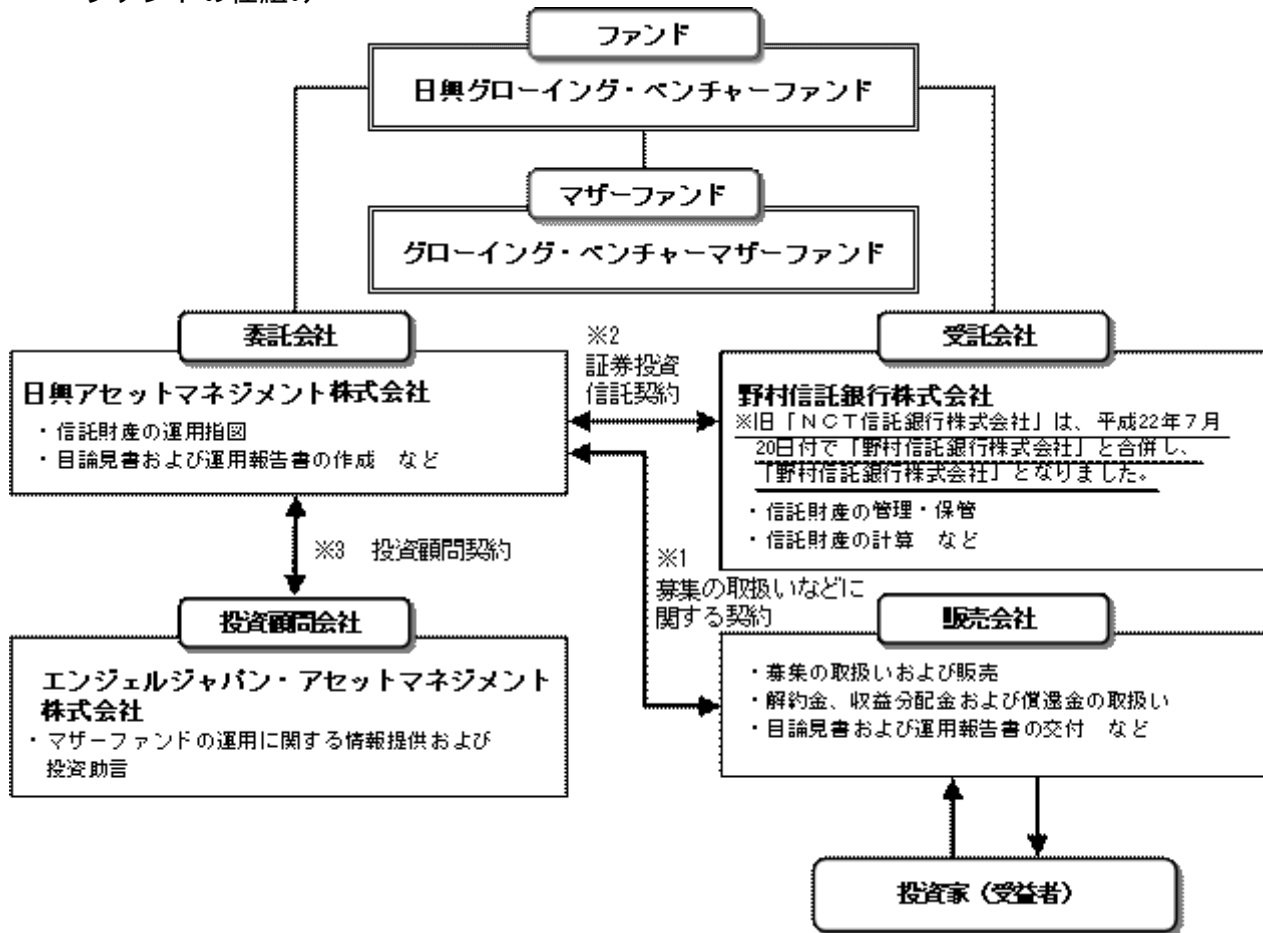 ファンドの仕組み
ファンド
日興グローイング・ベンチャーファンド
マザーファンド
グローイング・ベンチャーマザーファンド
委託会社
日興アセットマネジメント株式会社
・信託財産の運用指図
・目論見書および運用報告書の作成　など
※2
証券投資
信託契約
受託会社
野村信託銀行株式会社
※旧「ＮＣＴ信託銀行株式会社」は、平成22年７月
20日付で「野村信託銀行株式会社」と合併し、
「野村信託銀行株式会社」となりました。
・信託財産の管理・保管
・信託財産の計算　など
※3　投資顧問契約
※1
募集の取扱いなどに
関する契約
投資顧問会社
エンジェルジャパン・アセットマネジメント
株式会社
・マザーファンドの運用に関する情報提供および
投資助言
販売会社
・募集の取扱いおよび販売
・解約金、収益分配金および償還金の取扱い
・目論見書および運用報告書の交付　など
投資家（受益者）